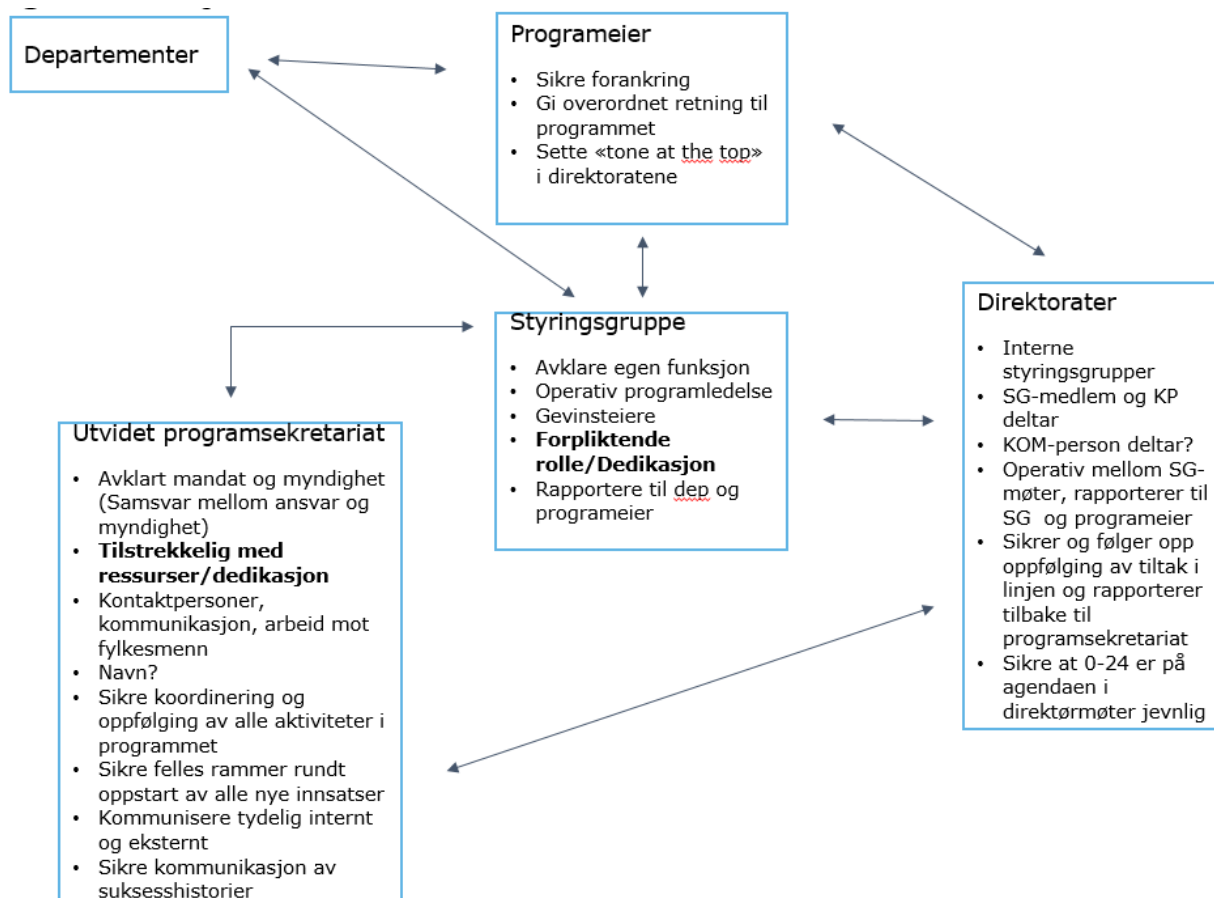 Departementer
Programeier
• Sikre forankring
• Gi overordnet retning til
programmet
• Sette «tone at the top»
i direktoratene
Styringsgruppe
• Avklare egen funksjon
• Operativ programledelse
• Gevinsteiere
• Forpliktende
rolle/Dedikasjon
• Rapportere til dep og
programeier
Direktorater
• Interne
styringsgrupper
• SG-medlem og KP
deltar
• KOM-person deltar?
• Operativ mellom SG-
møter, rapporterer til
SG og programeier
• Sikrer og følger opp
oppfølging av tiltak i
linjen og rapporterer
tilbake til
programsekretariat
• Sikre at 0-24 er på
agendaen i
direktørmøter jevnlig
Utvidet programsekretariat
• Avklart mandat og myndighet
(Samsvar mellom ansvar og
myndighet)
• Tilstrekkelig med
ressurser/dedikasjon
• Kontaktpersoner,
kommunikasjon, arbeid mot
fylkesmenn
• Navn?
• Sikre koordinering og
oppfølging av alle aktiviteter i
programmet
• Sikre felles rammer rundt
oppstart av alle nye innsatser
• Kommunisere tydelig internt
og eksternt
• Sikre kommunikasjon av
suksesshistorier